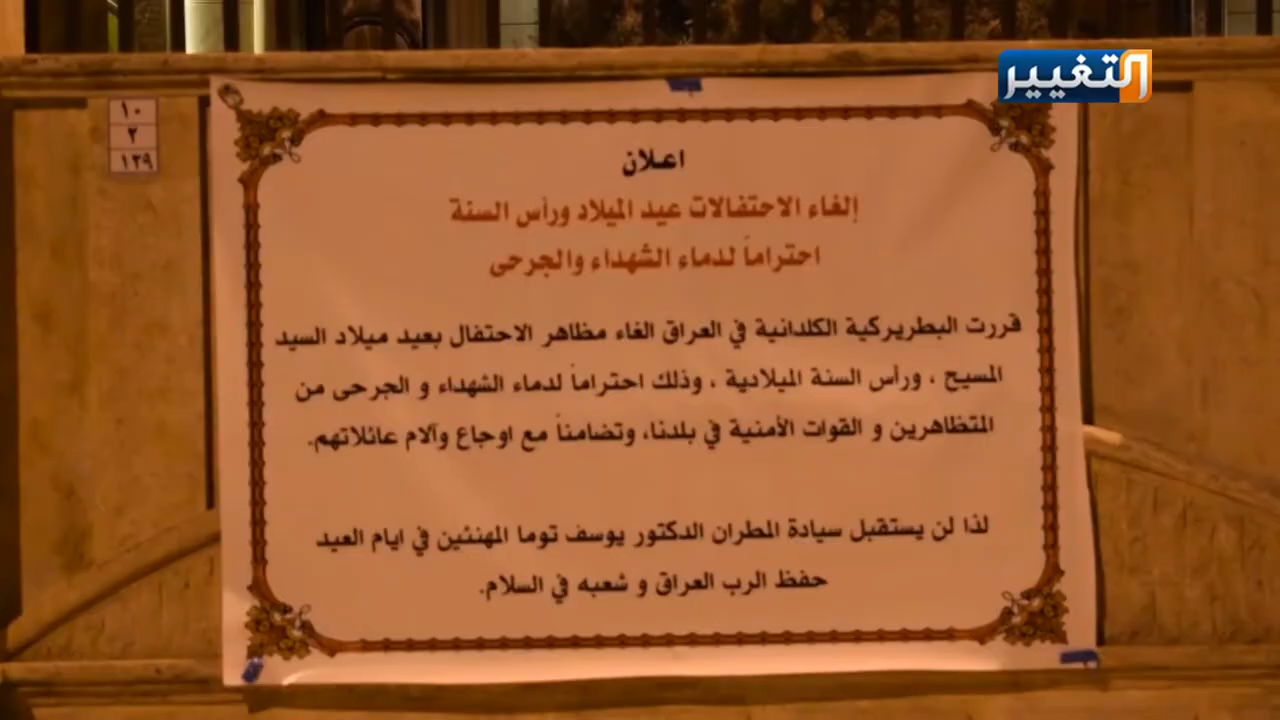 التغيير
١٠
٢
١٣٩
اعلان
إلغاء الاحتفالات عيد الميلاد ورأس السنة
احتراماً لدماء الشهداء والجرحى
قررت البطريركية الكلدانية في العراق الغاء مظاهر الاحتفال بعيد ميلاد السيد
المسيح ، ورأس السنة الميلادية ، وذلك احتراماً لدماء الشهداء و الجرحى من
المتظاهرين و القوات الأمنية في بلدنا، وتضامناً مع اوجاع وآلام عائلاتهم.
لذا لن يستقبل سيادة المطران الدكتور يوسف توما المهنئين في ايام العيد
حفظ الرب العراق و شعبه في السلام.